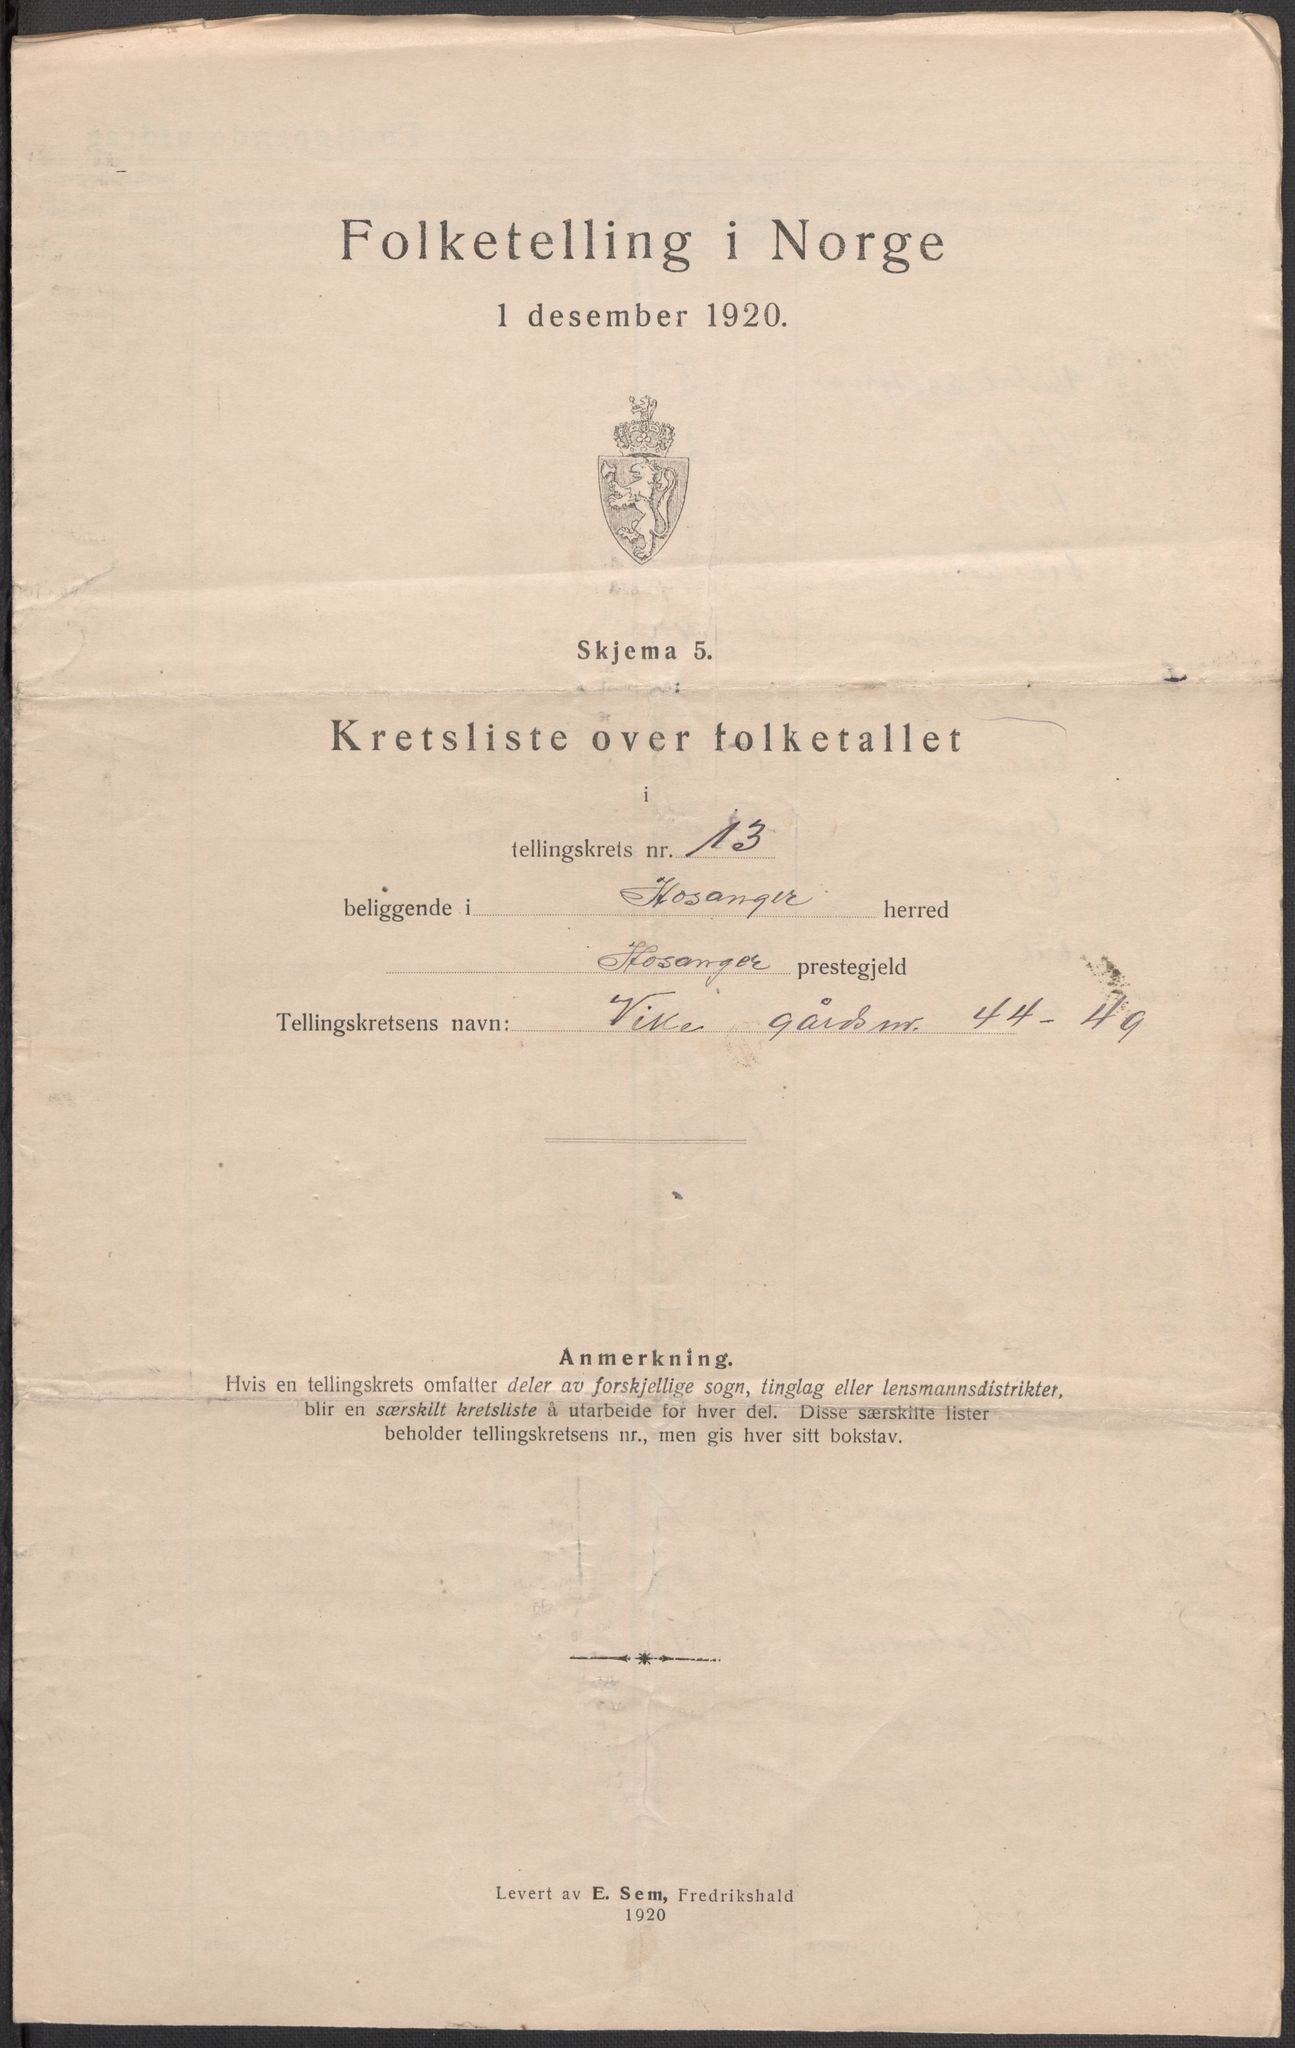 Folketelling i Norge
1 desember 1920.
Skjema 5.
Kretsliste over folketallet
i
tellingskrets nr. 13
beliggende i Hosanger herred
Hosanger prestegjeld
Tellingskretsens navn: Vike gårdsnr. 44-49
Anmerkning.
Hvis en tellingskrets omfatter deler av forskjellige sogn, tinglag eller lensmannsdistrikter,
blir en særskilt kretsliste å utarbeide for hver del. Disse særskilte lister
beholder tellingskretsens nr., men gis hver sitt bokstav.
Levert av E. Sem, Fredrikshald
1920